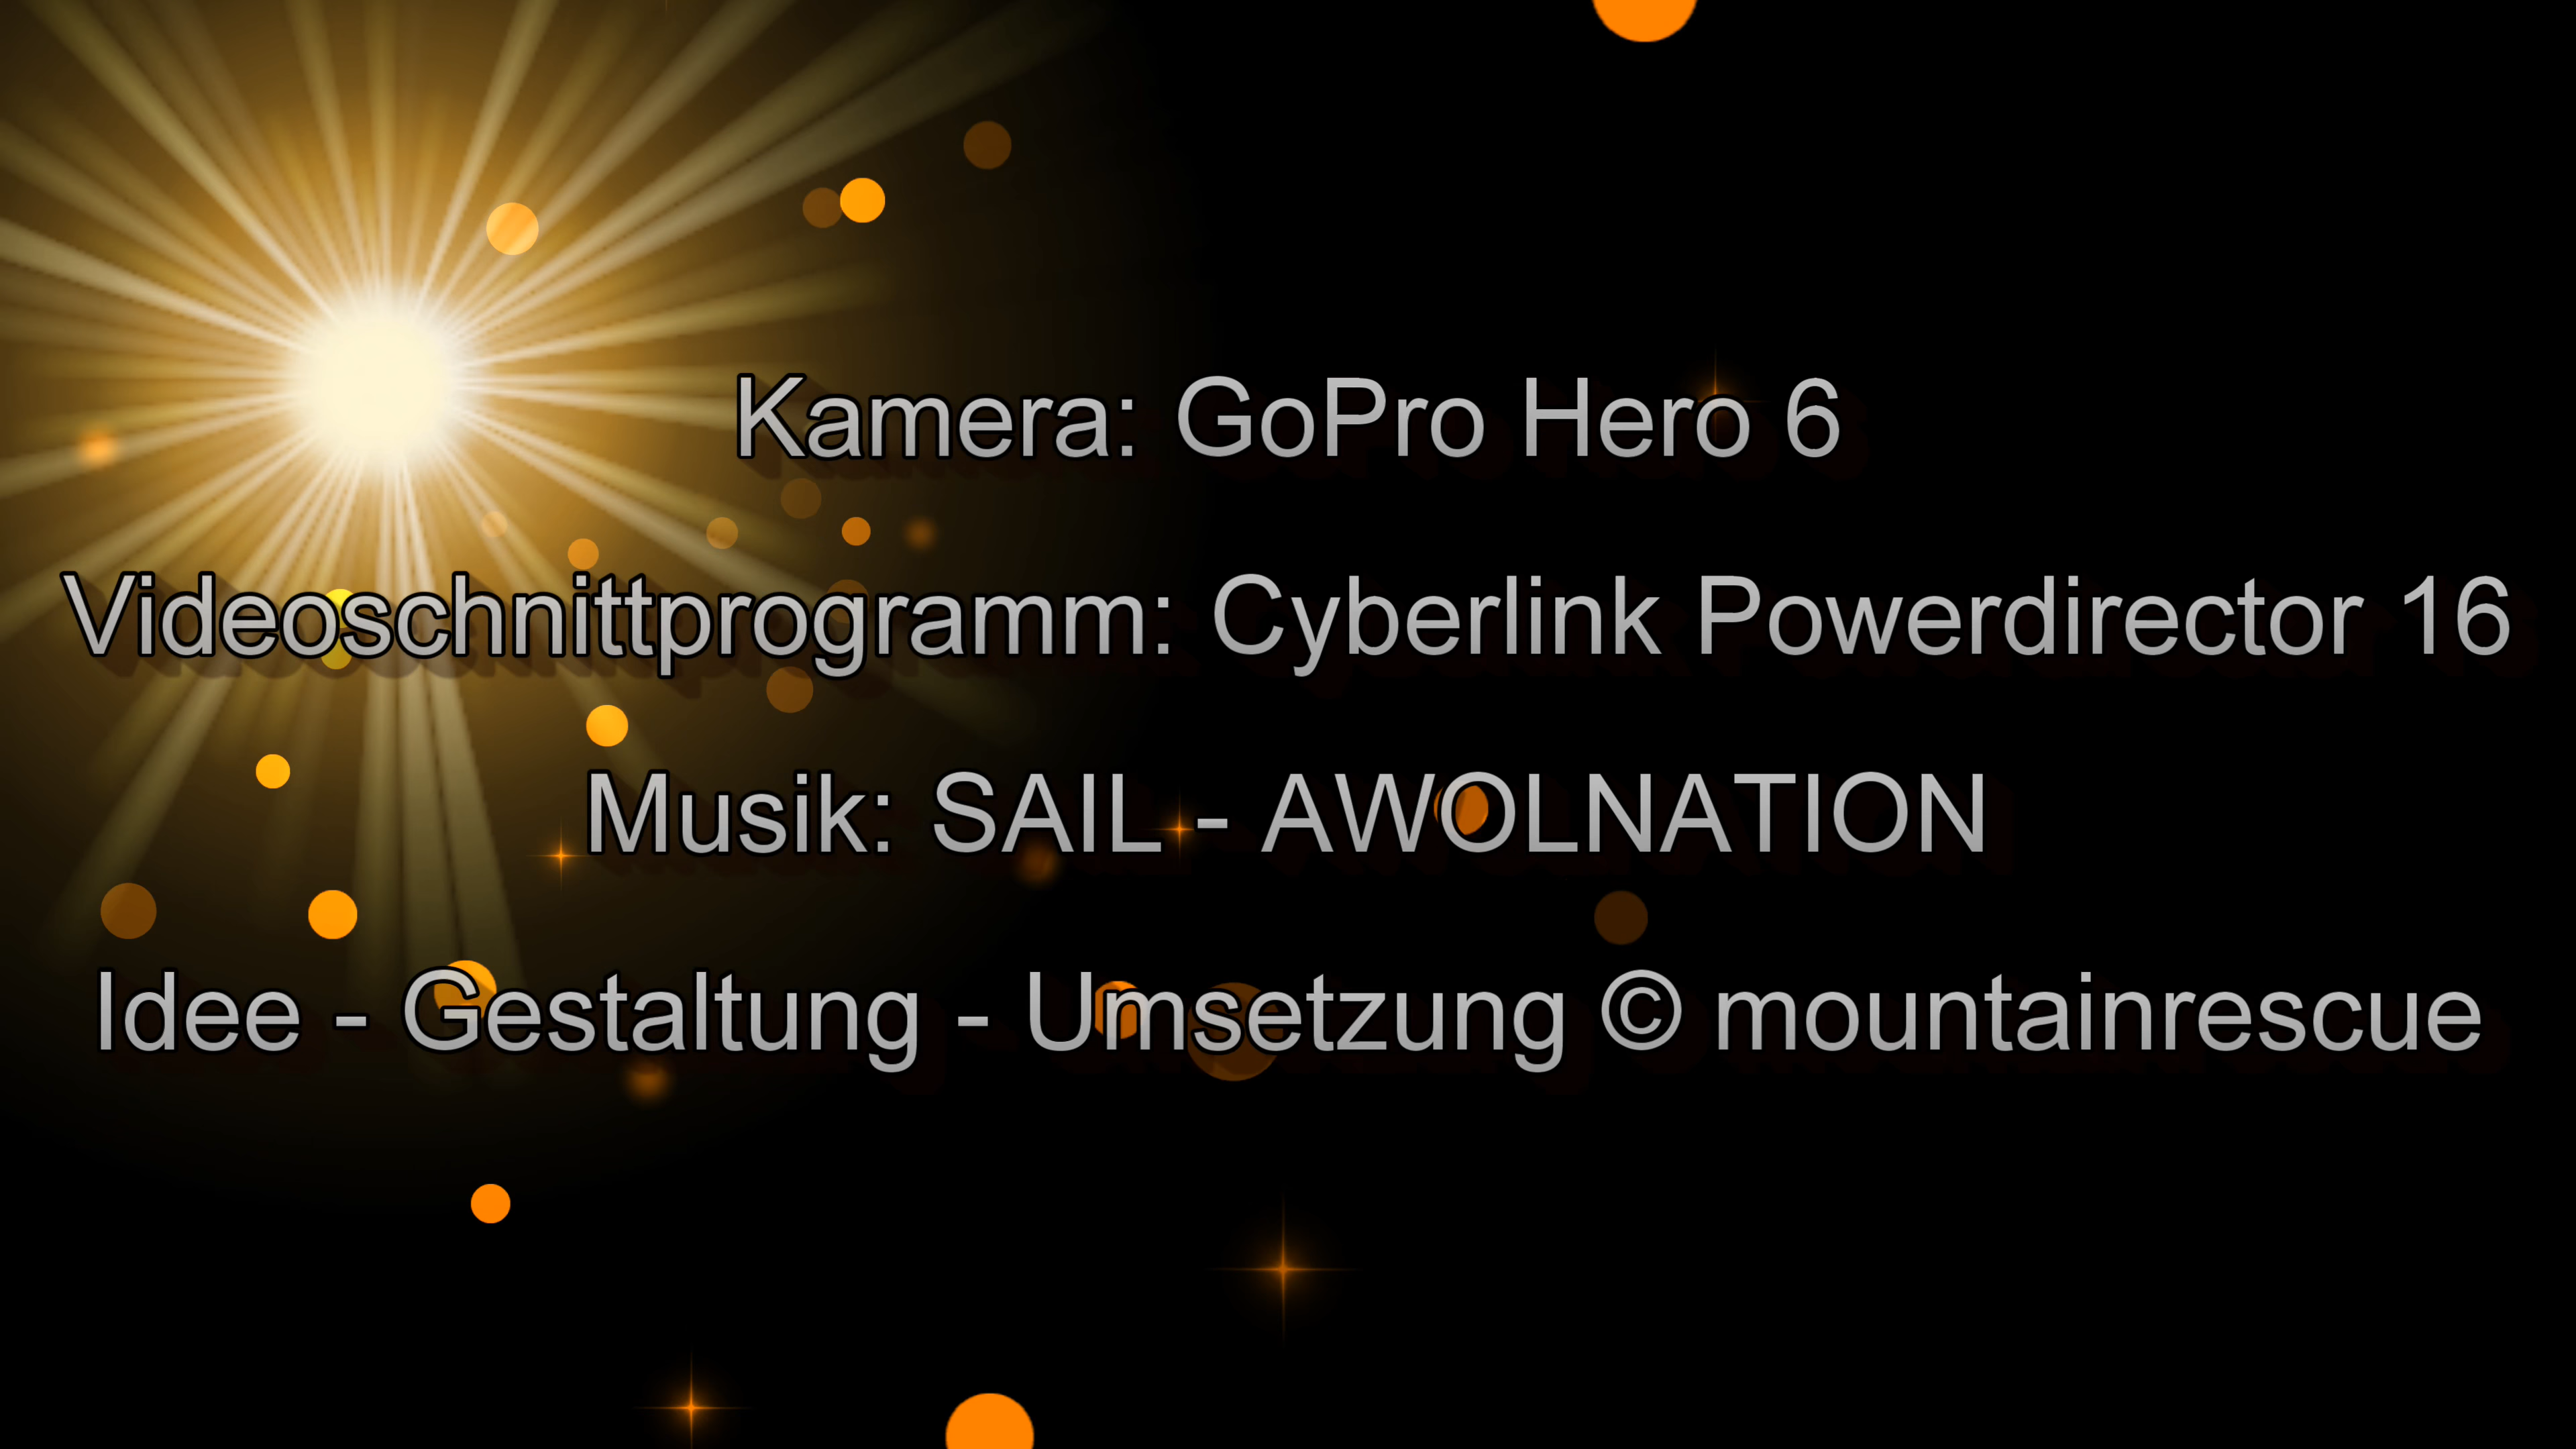 Kamera: GoPro Hero 6
Videoschnittprogramm: Cyberlink Powerdirector 16
Musik: SAIL - AWOLNATION
Idee - Gestaltung - Umsetzung © mountainrescue